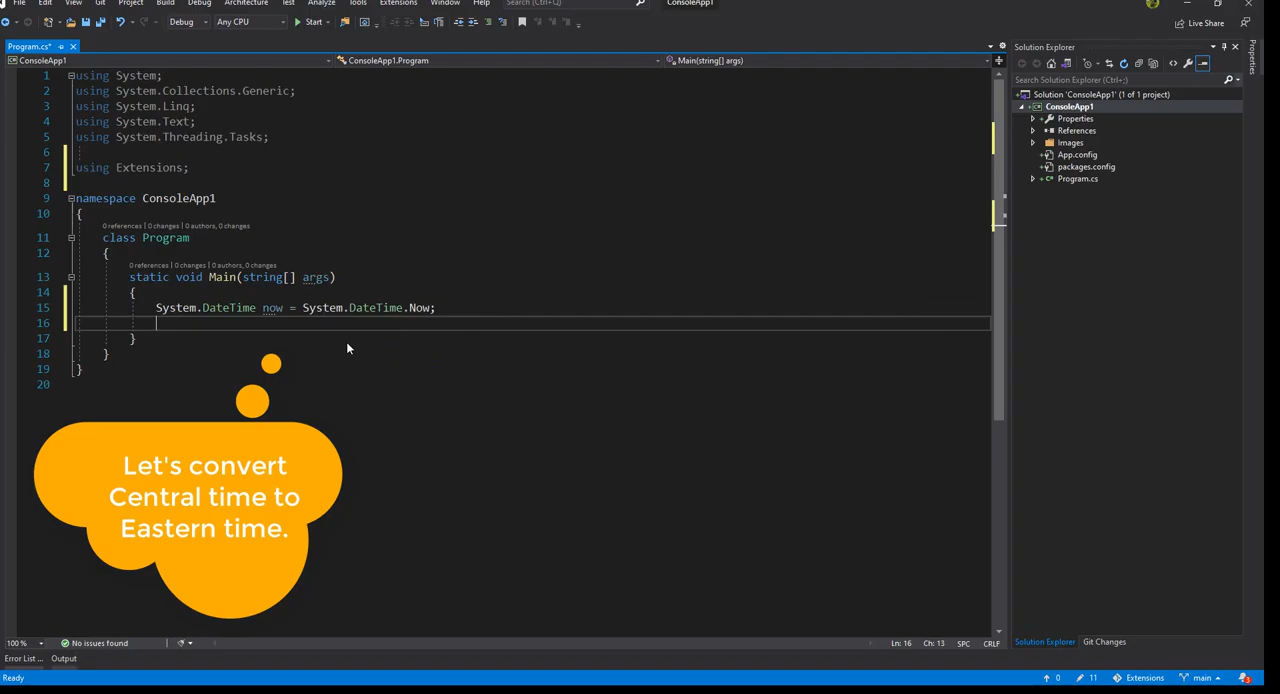 File Edit View Git Project Build Debug Architecture Test Analyze Tools Extensions Window Help Search (Ctrl+Q) ConsoleApp1
Debug Any CPU Start Live Share
Program.cs*
ConsoleApp1 ConsoleApp1.Program Main(string[] args)
1 using System;
2 using System.Collections.Generic;
3 using System.Linq;
4 using System.Text;
5 using System.Threading.Tasks;
6
7 using Extensions;
8
9 namespace ConsoleApp1
10 {
0 references | 0 changes | 0 authors, 0 changes
11 class Program
12 {
0 references | 0 changes | 0 authors, 0 changes
13 static void Main(string[] args)
14 {
15 System.DateTime now = System.DateTime.Now;
16
17 }
18 }
19 }
20
Let's convert
Central time to
Eastern time.
100 % No issues found Ln: 16 Ch: 13 SPC CRLF
Error List ... Output
Ready 0 11 Extensions main 3
Solution Explorer
Search Solution Explorer (Ctrl+;)
Solution 'ConsoleApp1' (1 of 1 project)
ConsoleApp1
Properties
References
Images
App.config
packages.config
Program.cs
Solution Explorer Git Changes
Properties